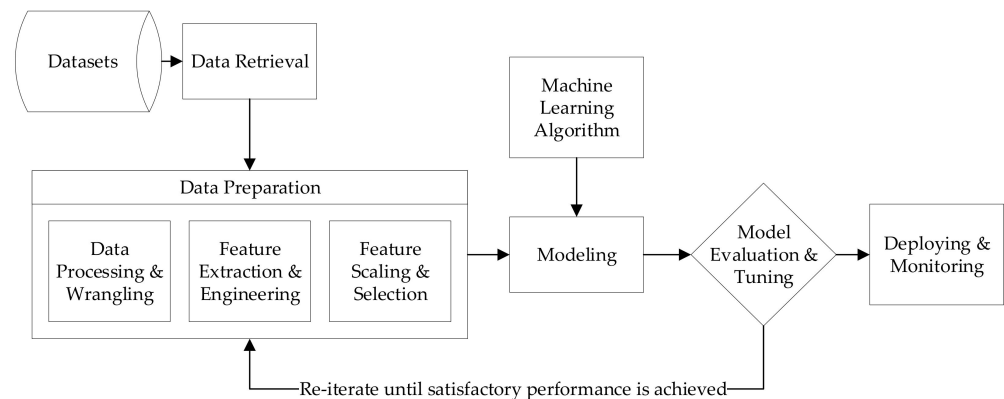 Datasets
Data Retrieval
Machine
Learning
Algorithm
Data Preparation
Data
Processing &
Wrangling
Feature
Extraction &
Engineering
Feature
Scaling &
Selection
Modeling
Model
Evaluation &
Tuning
Deploying &
Monitoring
Re-iterate until satisfactory performance is achieved